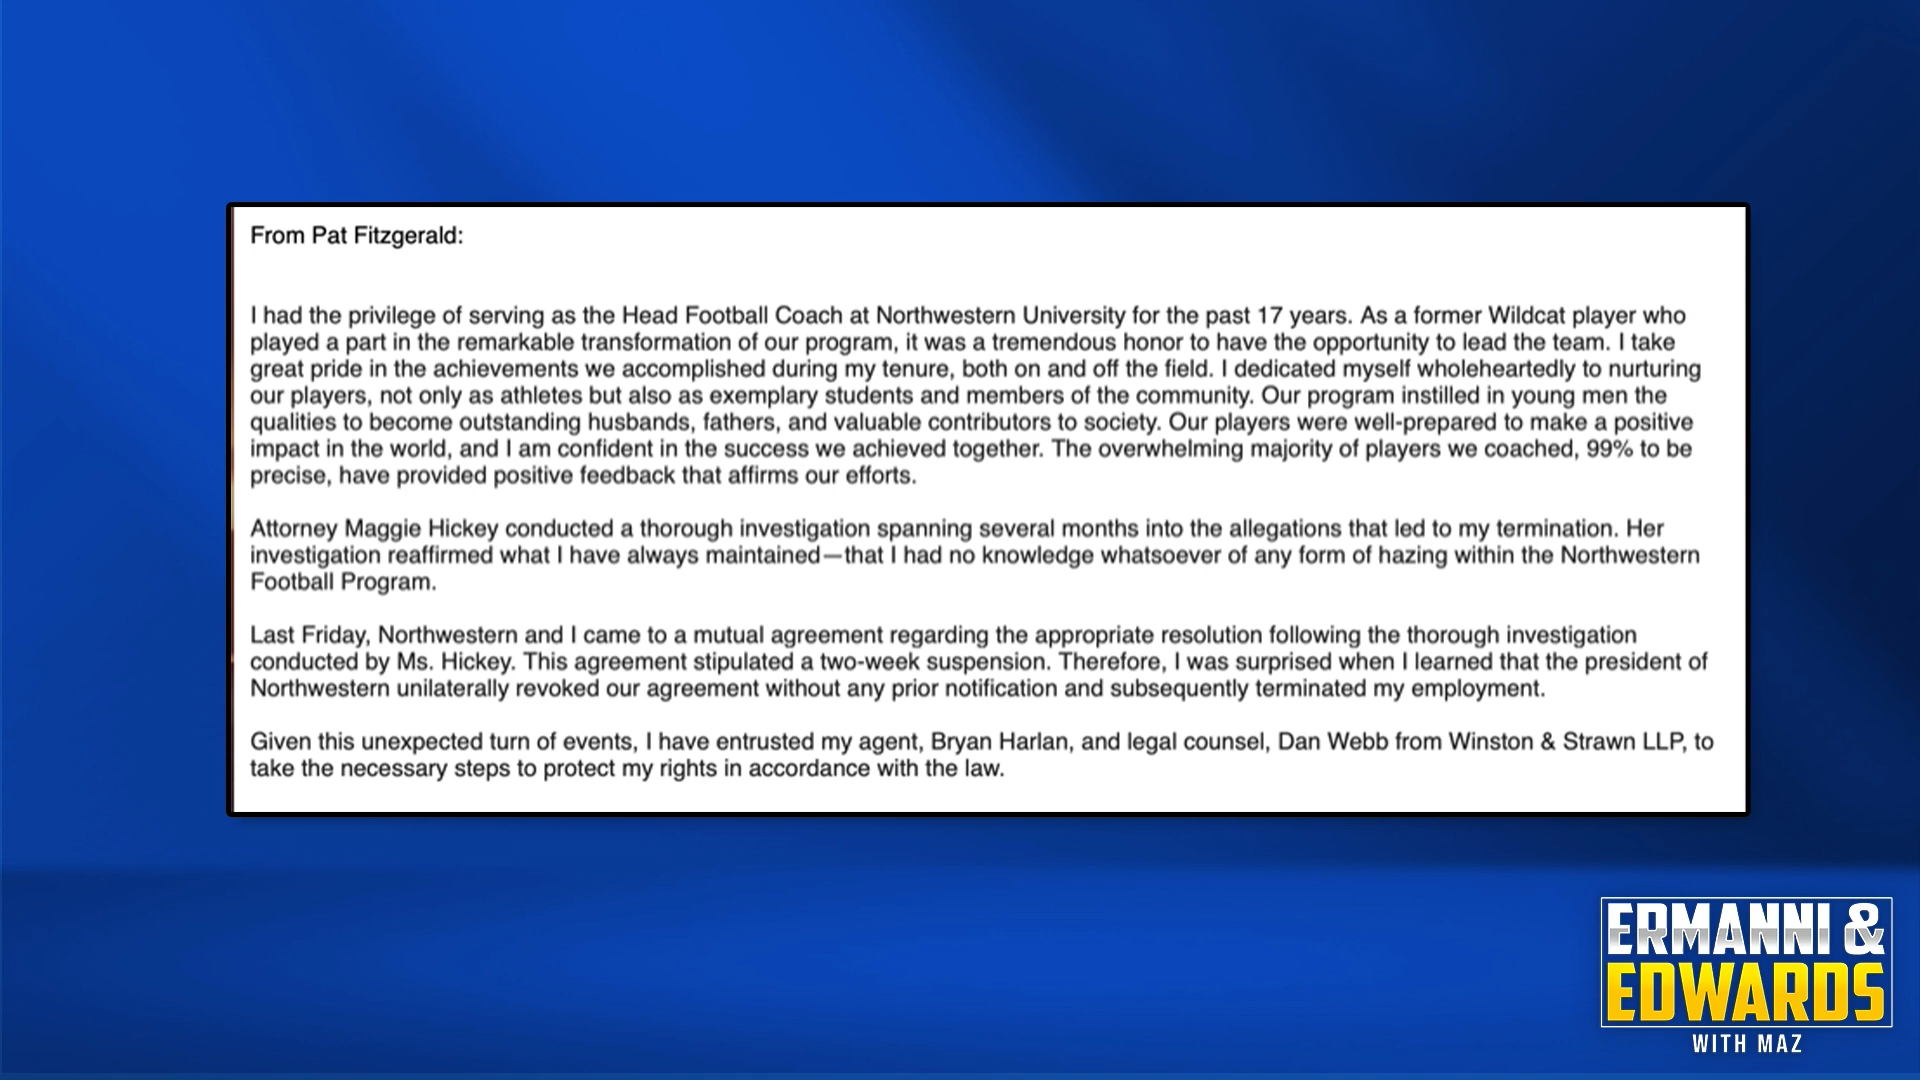 From Pat Fitzgerald:
I had the privilege of serving as the Head Football Coach at Northwestern University for the past 17 years. As a former Wildcat player who
played a part in the remarkable transformation of our program, it was a tremendous honor to have the opportunity to lead the team. I take
great pride in the achievements we accomplished during my tenure, both on and off the field. I dedicated myself wholeheartedly to nurturing
our players, not only as athletes but also as exemplary students and members of the community. Our program instilled in young men the
qualities to become outstanding husbands, fathers, and valuable contributors to society. Our players were well-prepared to make a positive
impact in the world, and I am confident in the success we achieved together. The overwhelming majority of players we coached, 99% to be
precise, have provided positive feedback that affirms our efforts.
Attorney Maggie Hickey conducted a thorough investigation spanning several months into the allegations that led to my termination. Her
investigation reaffirmed what I have always maintained—that I had no knowledge whatsoever of any form of hazing within the Northwestern
Football Program.
Last Friday, Northwestern and I came to a mutual agreement regarding the appropriate resolution following the thorough investigation
conducted by Ms. Hickey. This agreement stipulated a two-week suspension. Therefore, I was surprised when I learned that the president of
Northwestern unilaterally revoked our agreement without any prior notification and subsequently terminated my employment.
Given this unexpected turn of events, I have entrusted my agent, Bryan Harlan, and legal counsel, Dan Webb from Winston & Strawn LLP, to
take the necessary steps to protect my rights in accordance with the law.
ERMANNI &
EDWARDS
WITH MAZ